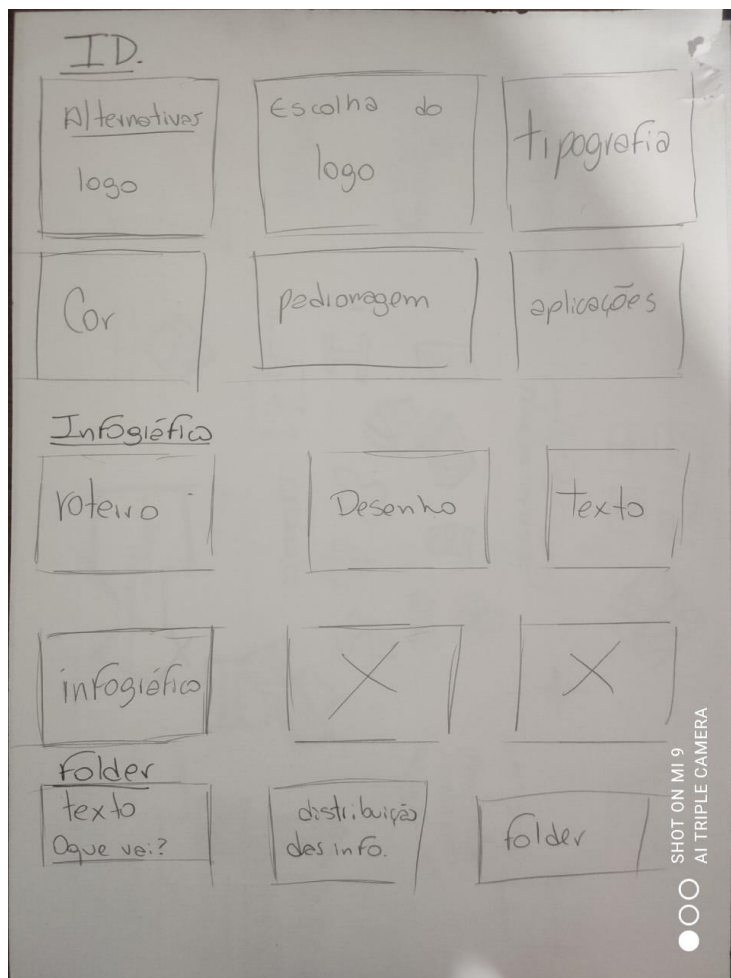 ID.
Alternativas
logo
Escolha do
logo
tipografia
Cor
padronagem
aplicações
Infográfico
roteiro
Desenho
texto
infográfico
X
X
Folder
texto
Oque vai?
distribuição
das info.
folder
SHOT ON MI 9
AI TRIPLE CAMERA